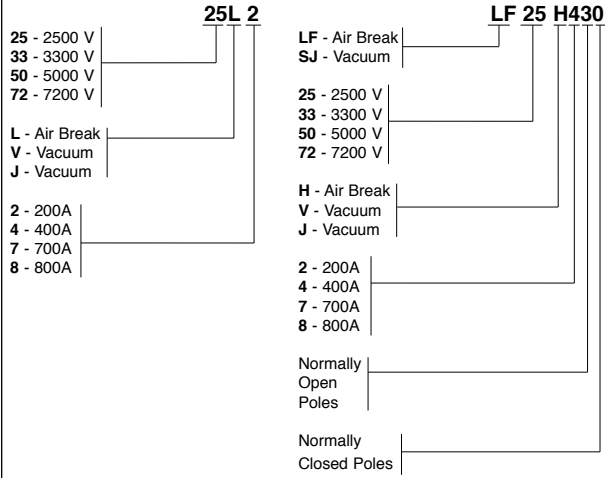 25L 2
25 - 2500 V
33 - 3300 V
50 - 5000 V
72 - 7200 V
L - Air Break
V - Vacuum
J - Vacuum
2 - 200A
4 - 400A
7 - 700A
8 - 800A
LF 25 H430
LF - Air Break
SJ - Vacuum
25 - 2500 V
33 - 3300 V
50 - 5000 V
72 - 7200 V
H - Air Break
V - Vacuum
J - Vacuum
2 - 200A
4 - 400A
7 - 700A
8 - 800A
Normally
Open
Poles
Normally
Closed Poles